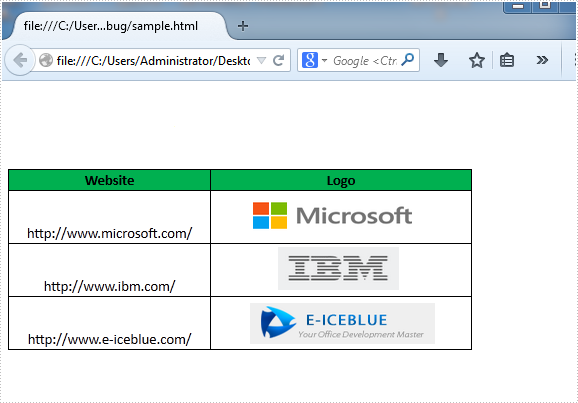 file:///C:/User...bug/sample.html
file:///C:/Users/Administrator/Deskto
Google <Ctr
Website Logo
http://www.microsoft.com/ Microsoft
http://www.ibm.com/ IBM
http://www.e-iceblue.com/ E-ICEBLUE
Your Office Development Master